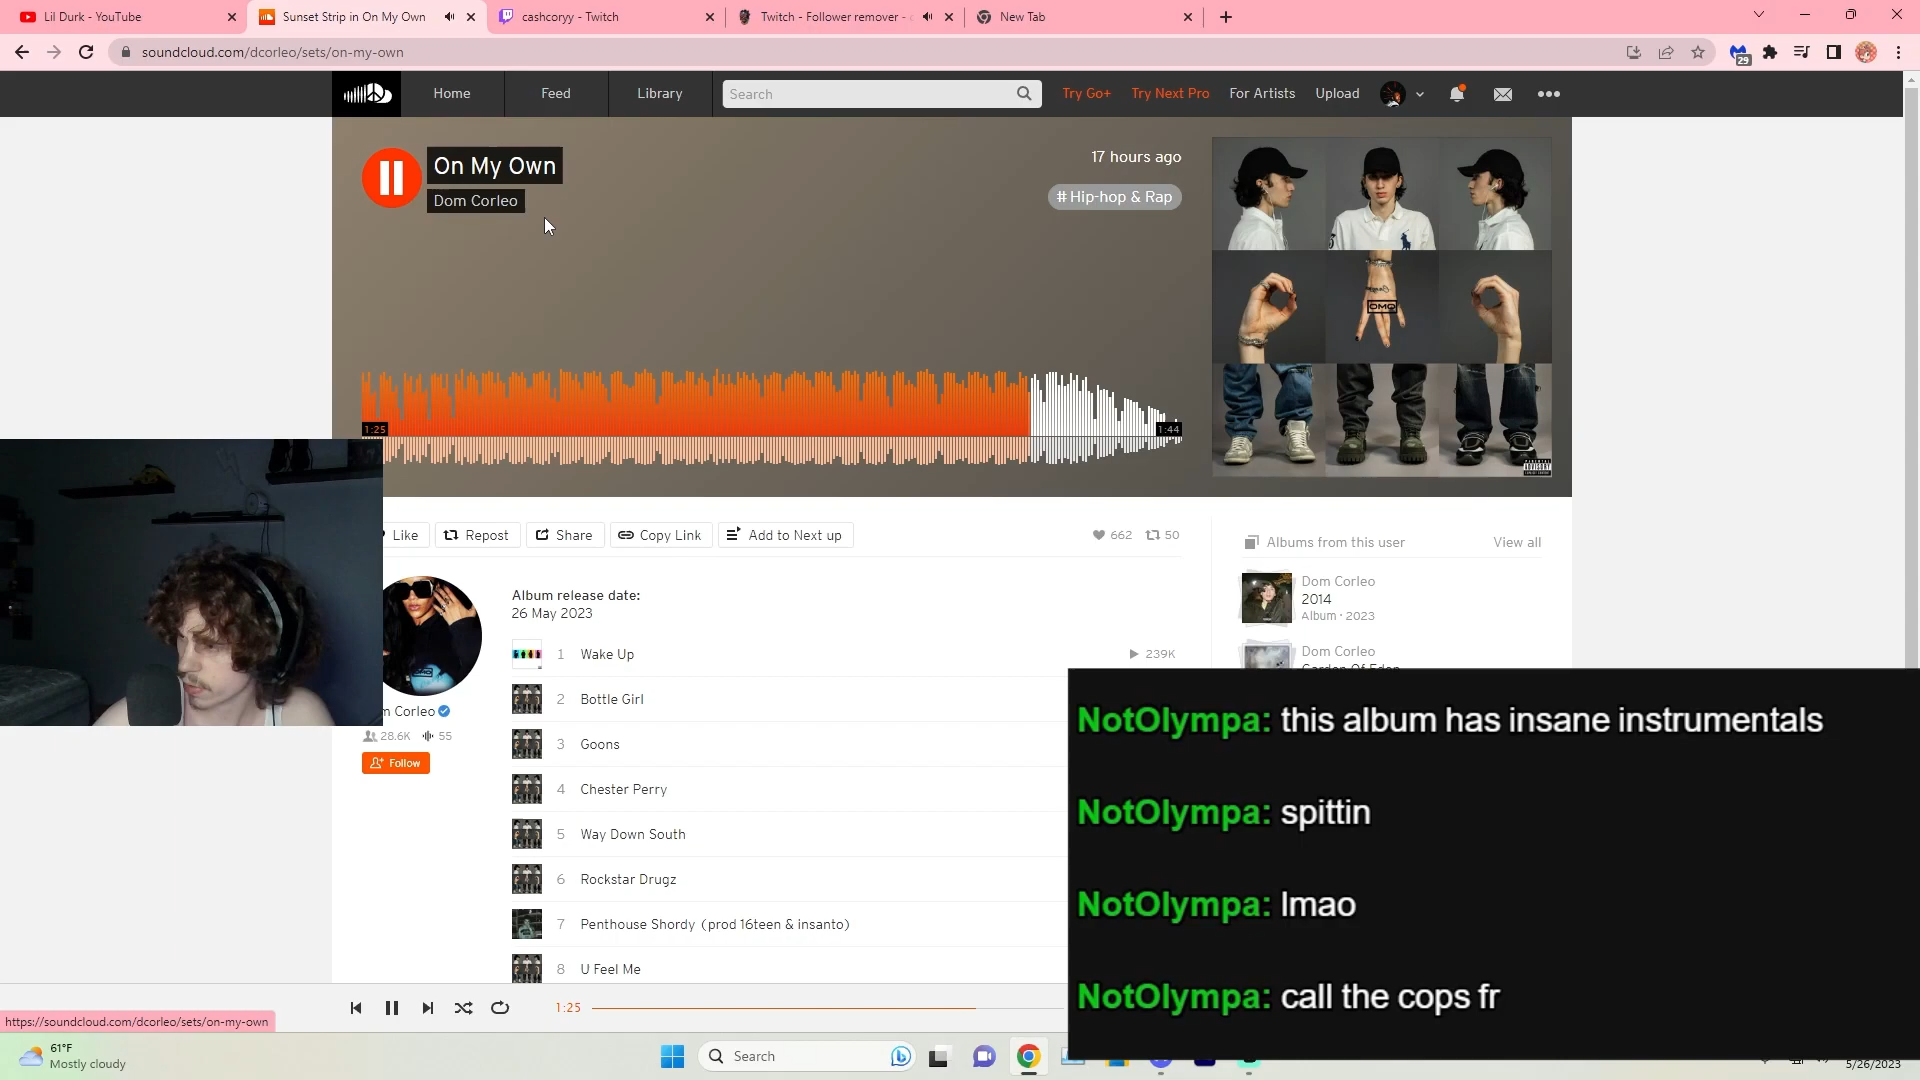 Lil Durk - YouTube
Sunset Strip in On My Own
cashcoryy - Twitch
Twitch - Follower remover -
New Tab
soundcloud.com/dcorleo/sets/on-my-own
29
Home
Feed
Library
Search
Try Go+
Try Next Pro
For Artists
Upload
On My Own
Dom Corleo
17 hours ago
# Hip-hop & Rap
OMO
1:25
1:44
Like
Repost
Share
Copy Link
Add to Next up
662
50
Albums from this user
View all
Album release date:
26 May 2023
Dom Corleo
2014
Album · 2023
Dom Corleo
Garden Of Eden
1 Wake Up
239K
2 Bottle Girl
3 Goons
4 Chester Perry
5 Way Down South
6 Rockstar Drugz
7 Penthouse Shordy (prod 16teen & insanto)
8 U Feel Me
m Corleo
28.6K
55
Follow
NotOlympa: this album has insane instrumentals
NotOlympa: spittin
NotOlympa: lmao
NotOlympa: call the cops fr
1:25
https://soundcloud.com/dcorleo/sets/on-my-own
61°F
Mostly cloudy
Search
5/26/2023